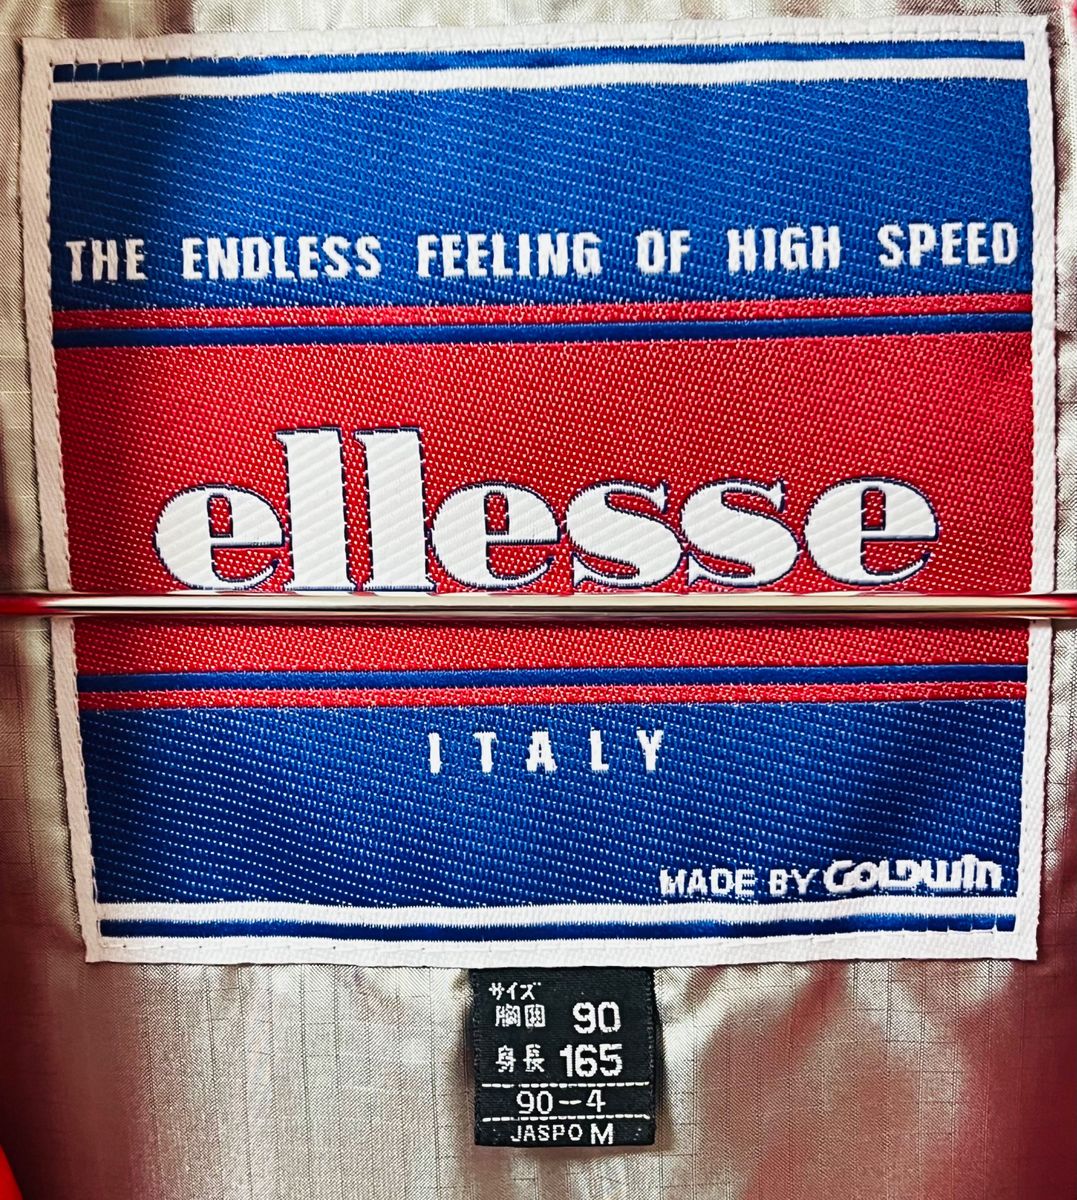 THE ENDLESS FEELING OF HIGH SPEED
ellesse
ITALY
MADE BY GOLDWIN
サイズ
胸囲 90
身長 165
90-4
JASPO M